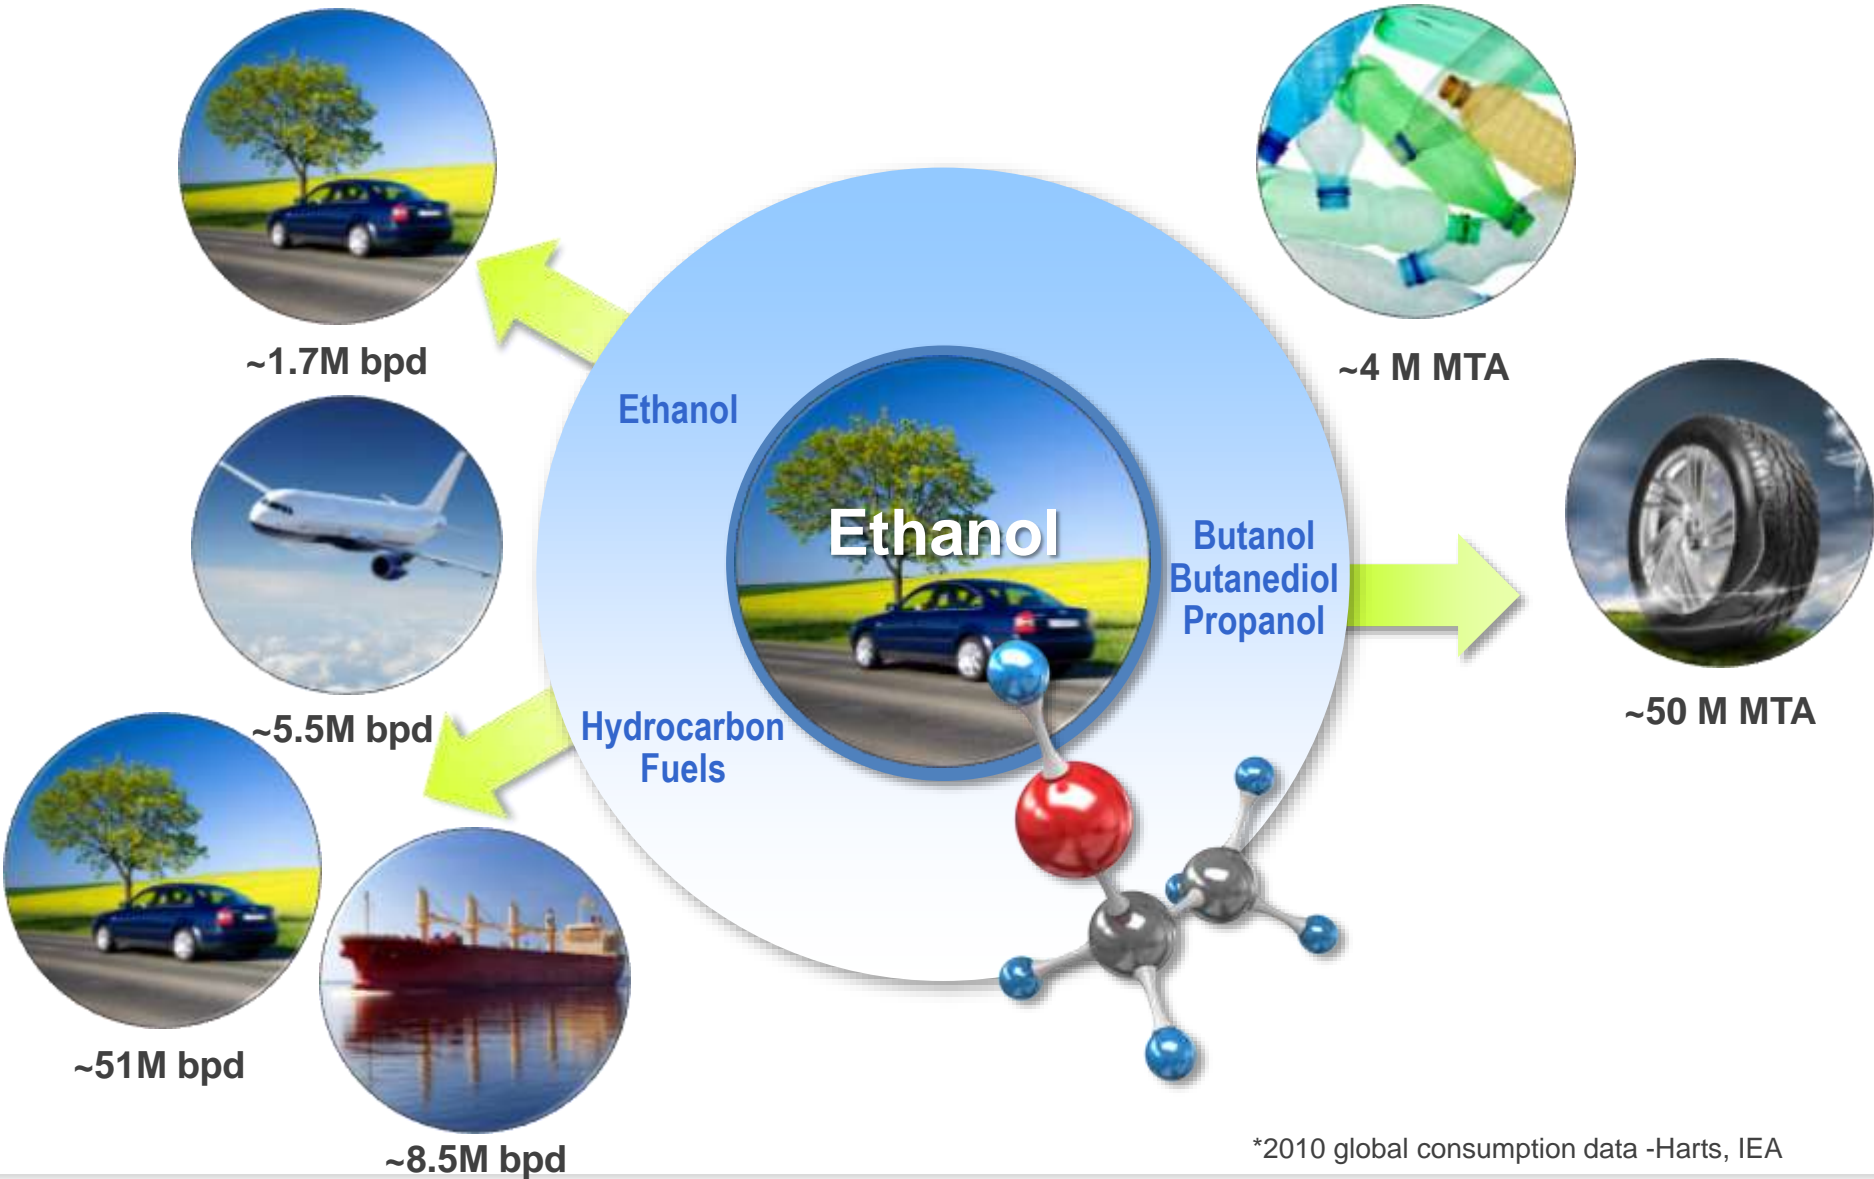 ~1.7M bpd
~4 M MTA
Ethanol
Ethanol
Butanol
Butanediol
Propanol
~5.5M bpd
Hydrocarbon
Fuels
~50 M MTA
~51M bpd
~8.5M bpd
*2010 global consumption data -Harts, IEA